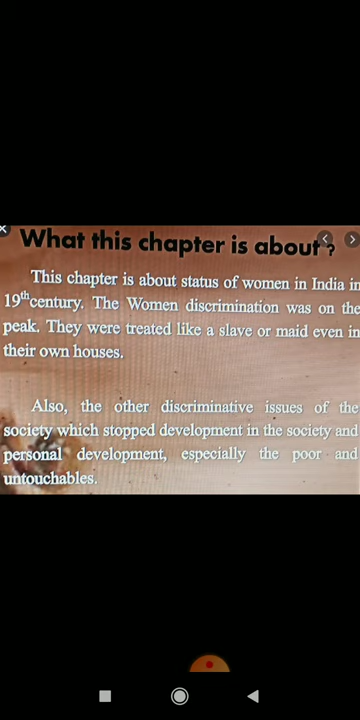 What this chapter is about ?
This chapter is about status of women in India in
19th century. The Women discrimination was on the
peak. They were treated like a slave or maid even in
their own houses.
Also, the other discriminative issues of the
society which stopped development in the society and
personal development, especially the poor and
untouchables.